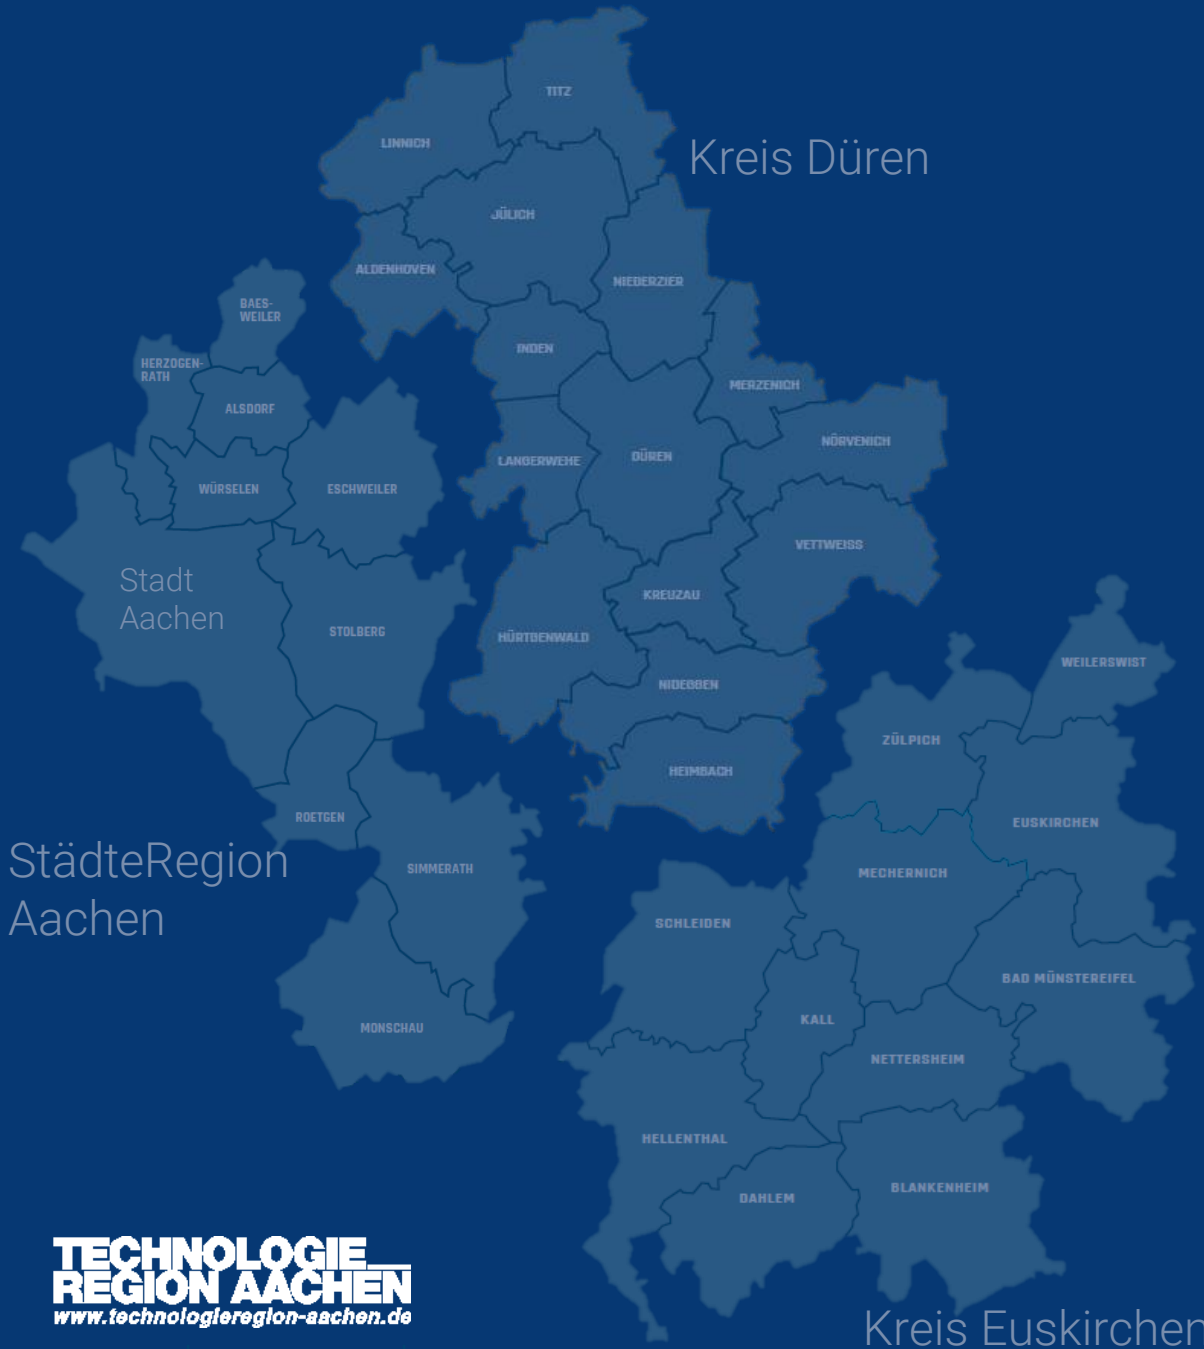 TITZ
LINNICH
Kreis Düren
JÜLICH
ALDENHOVEN
NIEDERZIER
BAES-
WEILER
INDEN
HERZOGEN-
RATH
MERZENICH
ALSDORF
NÖRVENICH
DÜREN
LANGERWEHE
WÜRSELEN
ESCHWEILER
VETTWEISS
Stadt
Aachen
KREUZAU
STOLBERG
HÜRTGENWALD
WEILERSWIST
NIDEGGEN
ZÜLPICH
HEIMBACH
ROETGEN
EUSKIRCHEN
StädteRegion
Aachen
SIMMERATH
MECHERNICH
SCHLEIDEN
BAD MÜNSTEREIFEL
KALL
MONSCHAU
NETTERSHEIM
HELLENTHAL
BLANKENHEIM
DAHLEM
TECHNOLOGIE
REGION AACHEN
www.technologieregion-aachen.de
Kreis Euskirchen